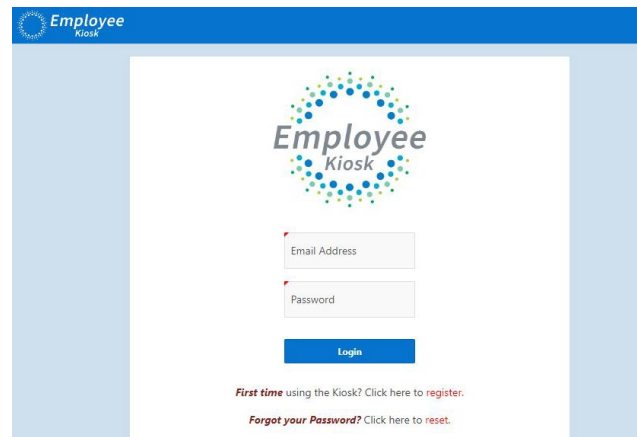 Employee
Kiosk
Employee
Kiosk
Email Address
Password
Login
First time using the Kiosk? Click here to register.
Forgot your Password? Click here to reset.